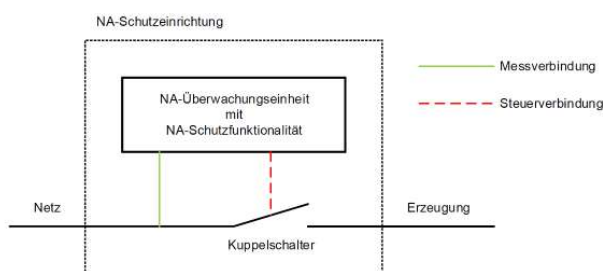 NA-Schutzeinrichtung
NA-Überwachungseinheit
mit
NA-Schutzfunktionalität
Messverbindung
Steuerverbindung
Netz
Erzeugung
Kuppelschalter